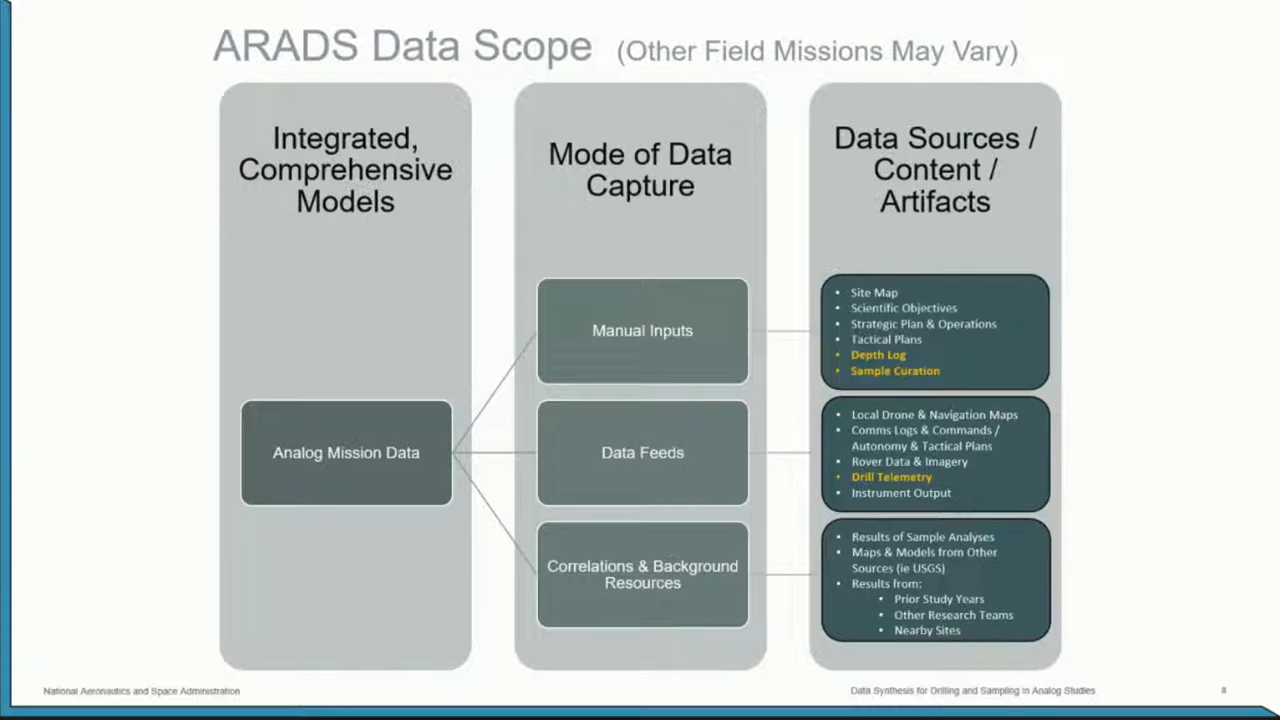 ARADS Data Scope (Other Field Missions May Vary)
Integrated,
Comprehensive
Models
Analog Mission Data
Mode of Data
Capture
Manual Inputs
Data Feeds
Correlations & Background
Resources
Data Sources /
Content /
Artifacts
• Site Map
• Scientific Objectives
• Strategic Plan & Operations
• Tactical Plans
• Depth Log
• Sample Curation
• Local Drone & Navigation Maps
• Comms Logs & Commands /
Autonomy & Tactical Plans
• Rover Data & Imagery
• Drill Telemetry
• Instrument Output
• Results of Sample Analyses
• Maps & Models from Other
Sources (ie USGS)
• Results from:
• Prior Study Years
• Other Research Teams
• Nearby Sites
National Aeronautics and Space Administration
Data Synthesis for Drilling and Sampling in Analog Studies
8